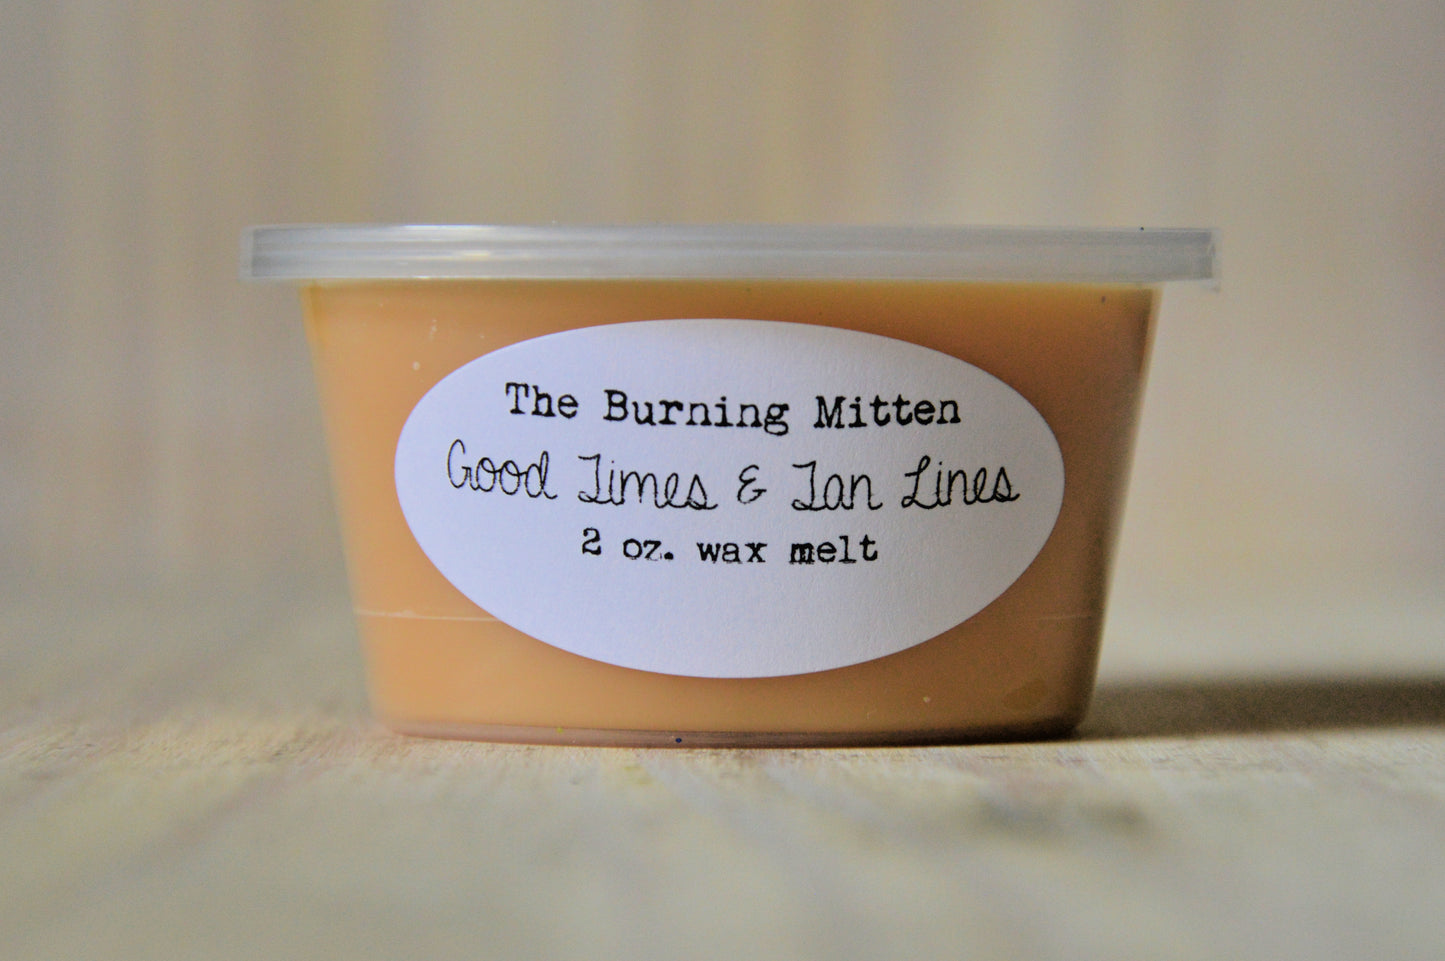 The Burning Mitten
Good Times & Tan Lines
2 oz. wax melt